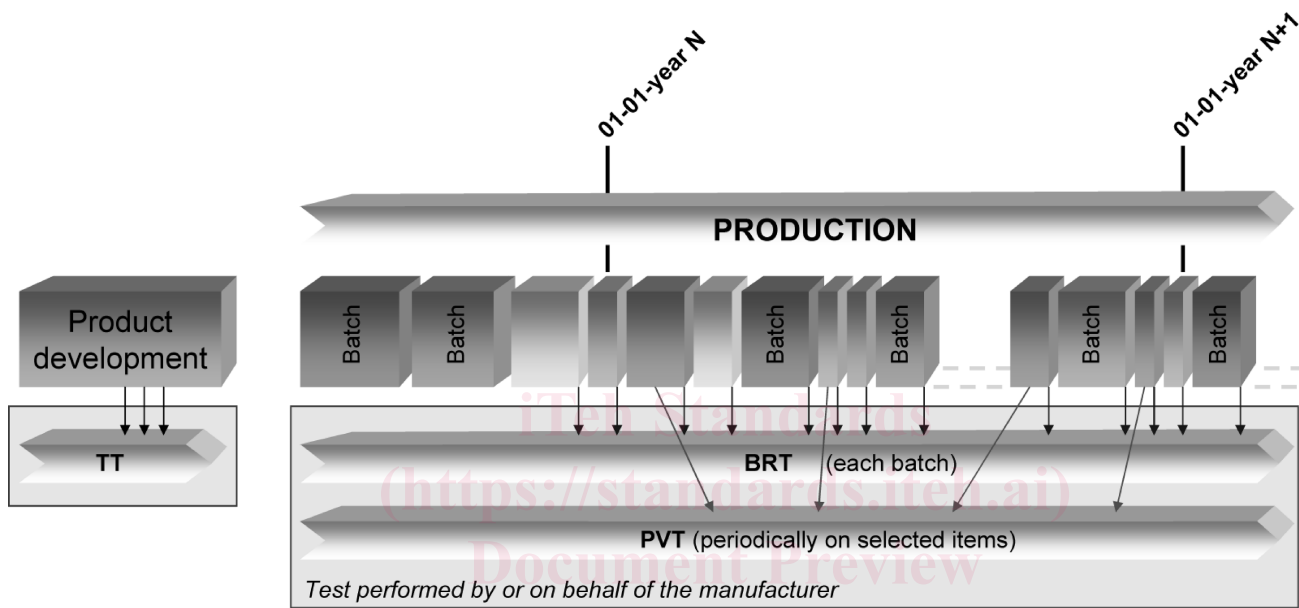 01-01-year N
01-01-year N+1
PRODUCTION
Product
development
Batch
Batch
Batch
Batch
Batch
Batch
TT
BRT (each batch)
PVT (periodically on selected items)
Test performed by or on behalf of the manufacturer
iTeh Standards
(https://standards.iteh.ai)
Document Preview